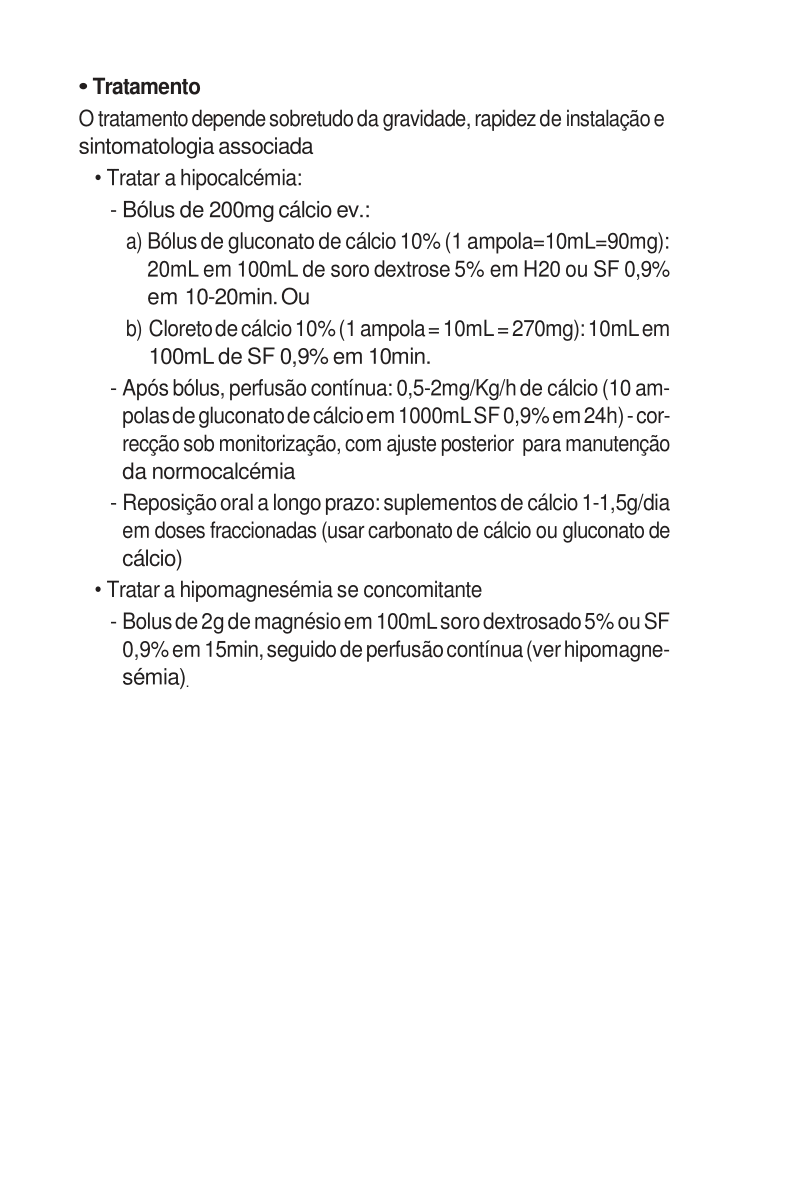 • Tratamento
O tratamento depende sobretudo da gravidade, rapidez de instalação e
sintomatologia associada
• Tratar a hipocalcémia:
- Bólus de 200mg cálcio ev.:
a) Bólus de gluconato de cálcio 10% (1 ampola=10mL=90mg):
20mL em 100mL de soro dextrose 5% em H20 ou SF 0,9%
em 10-20min. Ou
b) Cloreto de cálcio 10% (1 ampola = 10mL = 270mg): 10mL em
100mL de SF 0,9% em 10min.
- Após bólus, perfusão contínua: 0,5-2mg/Kg/h de cálcio (10 am-
polas de gluconato de cálcio em 1000mL SF 0,9% em 24h) - cor-
recção sob monitorização, com ajuste posterior para manutenção
da normocalcémia
- Reposição oral a longo prazo: suplementos de cálcio 1-1,5g/dia
em doses fraccionadas (usar carbonato de cálcio ou gluconato de
cálcio)
• Tratar a hipomagnesémia se concomitante
- Bolus de 2g de magnésio em 100mL soro dextrosado 5% ou SF
0,9% em 15min, seguido de perfusão contínua (ver hipomagne-
sémia).